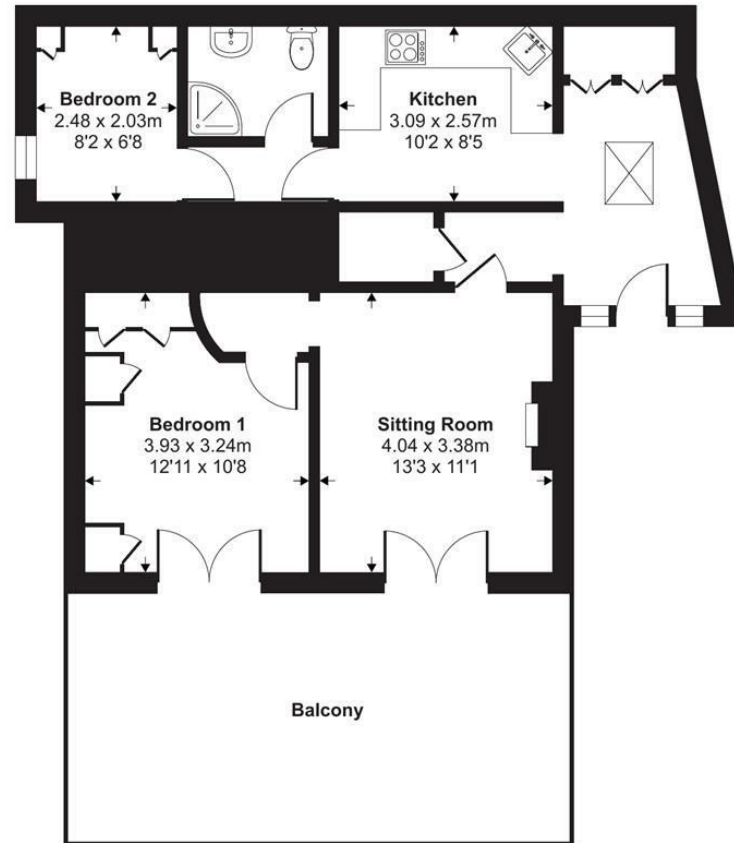 Bedroom 2
2.48 x 2.03m
8'2 x 6'8
Kitchen
3.09 x 2.57m
10'2 x 8'5
Bedroom 1
3.93 x 3.24m
12'11 x 10'8
Sitting Room
4.04 x 3.38m
13'3 x 11'1
Balcony